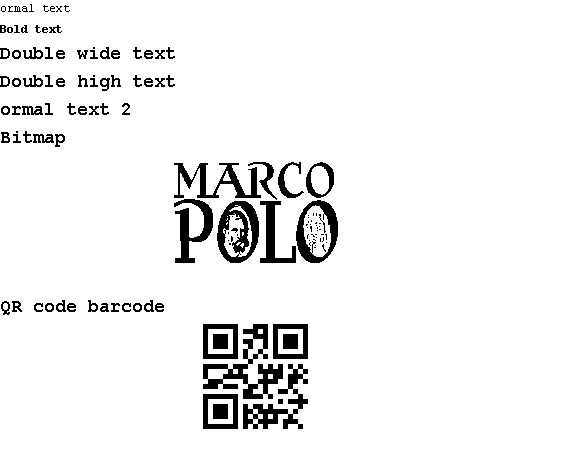 ormal text
Bold text
Double wide text
Double high text
ormal text 2
Bitmap
MARCO
POLO
QR code barcode